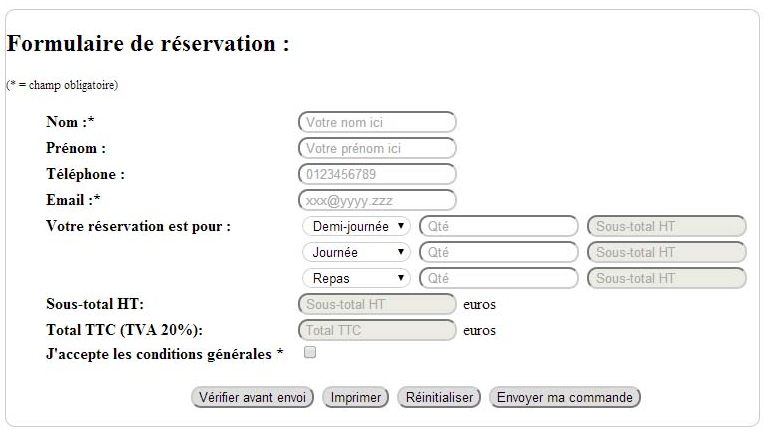 Formulaire de réservation :
(* = champ obligatoire)
Nom :* Votre nom ici
Prénom : Votre prénom ici
Téléphone : 0123456789
Email :* xxx@yyyy.zzz
Votre réservation est pour : Demi-journée Qté Sous-total HT
Journée Qté Sous-total HT
Repas Qté Sous-total HT
Sous-total HT: Sous-total HT euros
Total TTC (TVA 20%): Total TTC euros
J'accepte les conditions générales *
Vérifier avant envoi Imprimer Réinitialiser Envoyer ma commande